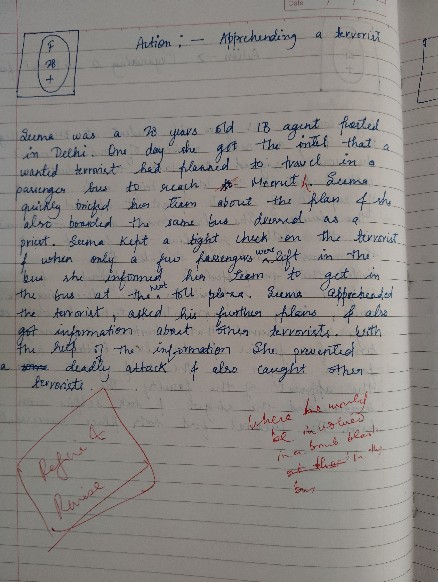 Date
F
28
+
Action :- Apprehending a terrorist
Seema was a 28 years old IB agent posted
in Delhi. One day she got the intel that a
wanted terrorist had planned to travel in a
passenger bus to reach Meerut. Seema
quickly briefed her team about the plan & she
also boarded the same bus dressed as a
priest. Seema kept a tight check on the terrorist
& when only a few passengers were left in the
bus she informed her team to get in
the bus at the next toll plaza. Seema apprehended
the terrorist, asked his further plans, & also
got information about other terrorists. With
the help of the information She prevented
a deadly attack & also caught other
terrorists.
where he would
be involved
in a bomb blast
in the
bus
Refine &
Revise